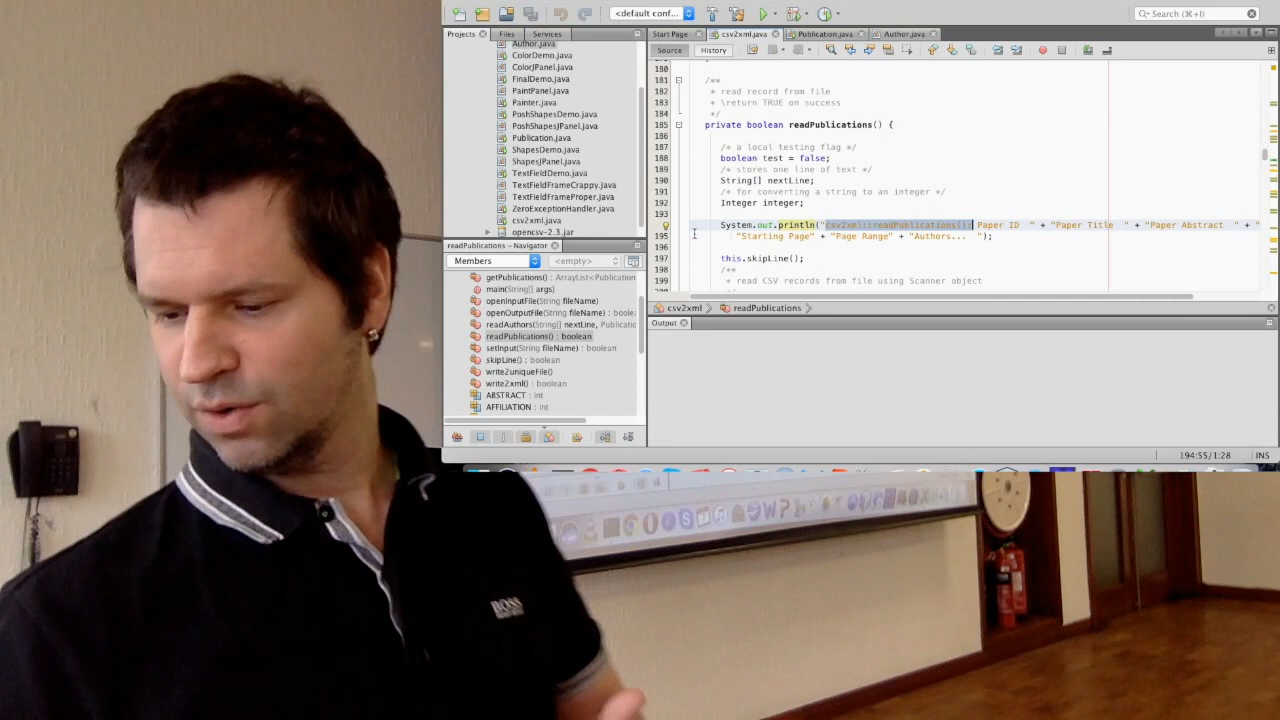 <default conf...
Search (⌘+I)
Projects
Files
Services
Start Page
csv2xml.java
Publication.java
Author.java
Source
History
Author.java
ColorDemo.java
ColorJPanel.java
FinalDemo.java
PaintPanel.java
Painter.java
PoshShapesDemo.java
PoshShapesJPanel.java
Publication.java
ShapesDemo.java
ShapesJPanel.java
TextFieldDemo.java
TextFieldFrameCrappy.java
TextFieldFrameProper.java
ZeroExceptionHandler.java
csv2xml.java
opencsv-2.3.jar
180
181 /**
182 * read record from file
183 * \return TRUE on success
184 */
185 private boolean readPublications() {
186
187 /* a local testing flag */
188 boolean test = false;
189 /* stores one line of text */
190 String[] nextLine;
191 /* for converting a string to an integer */
192 Integer integer;
193
System.out.println("csv2xml::readPublications(); Paper ID " + "Paper Title " + "Paper Abstract " + "
195 "Starting Page" + "Page Range" + "Authors... ");
196
197 this.skipLine();
198 /**
199 * read CSV records from file using Scanner object
readPublications() - Navigator
Members
<empty>
getPublications() : ArrayList<Publication
main(String[] args)
openInputFile(String fileName)
openOutputFile(String fileName) : boolea
readAuthors(String[] nextLine, Publicatio
readPublications() : boolean
setInput(String fileName) : boolean
skipLine() : boolean
write2uniqueFile()
write2xml() : boolean
ABSTRACT : int
AFFILIATION : int
csv2xml
readPublications
Output
194:55/1:28
INS
BOSS